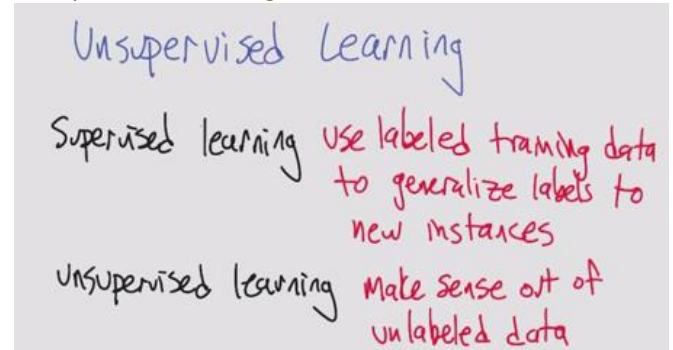 Unsupervised Learning
Supervised learning use labeled training data
to generalize labels to
new instances
unsupervised learning make sense out of
unlabeled data